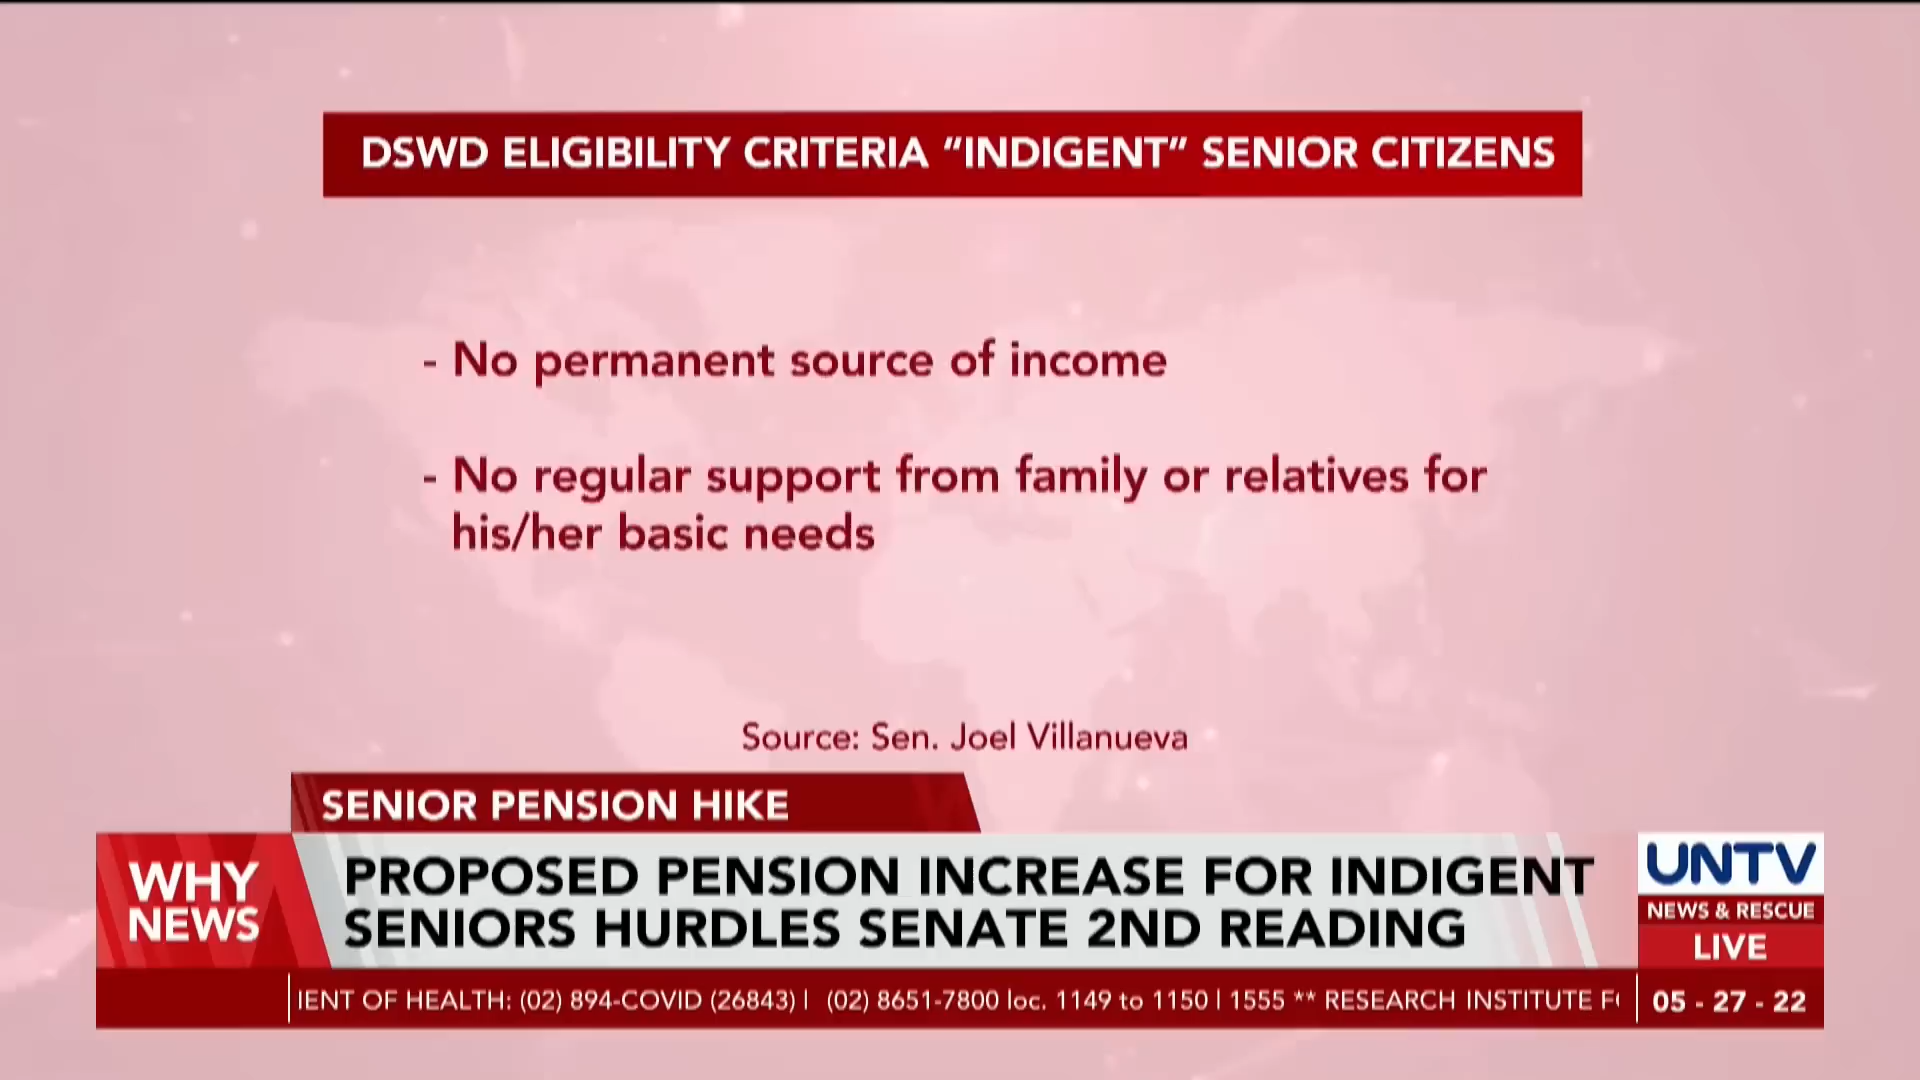 DSWD ELIGIBILITY CRITERIA “INDIGENT” SENIOR CITIZENS
- No permanent source of income
- No regular support from family or relatives for
his/her basic needs
Source: Sen. Joel Villanueva
SENIOR PENSION HIKE
WHY
NEWS
PROPOSED PENSION INCREASE FOR INDIGENT
SENIORS HURDLES SENATE 2ND READING
UNTV
NEWS & RESCUE
LIVE
IENT OF HEALTH: (02) 894-COVID (26843) | (02) 8651-7800 loc. 1149 to 1150 | 1555 ** RESEARCH INSTITUTE
05 - 27 - 22